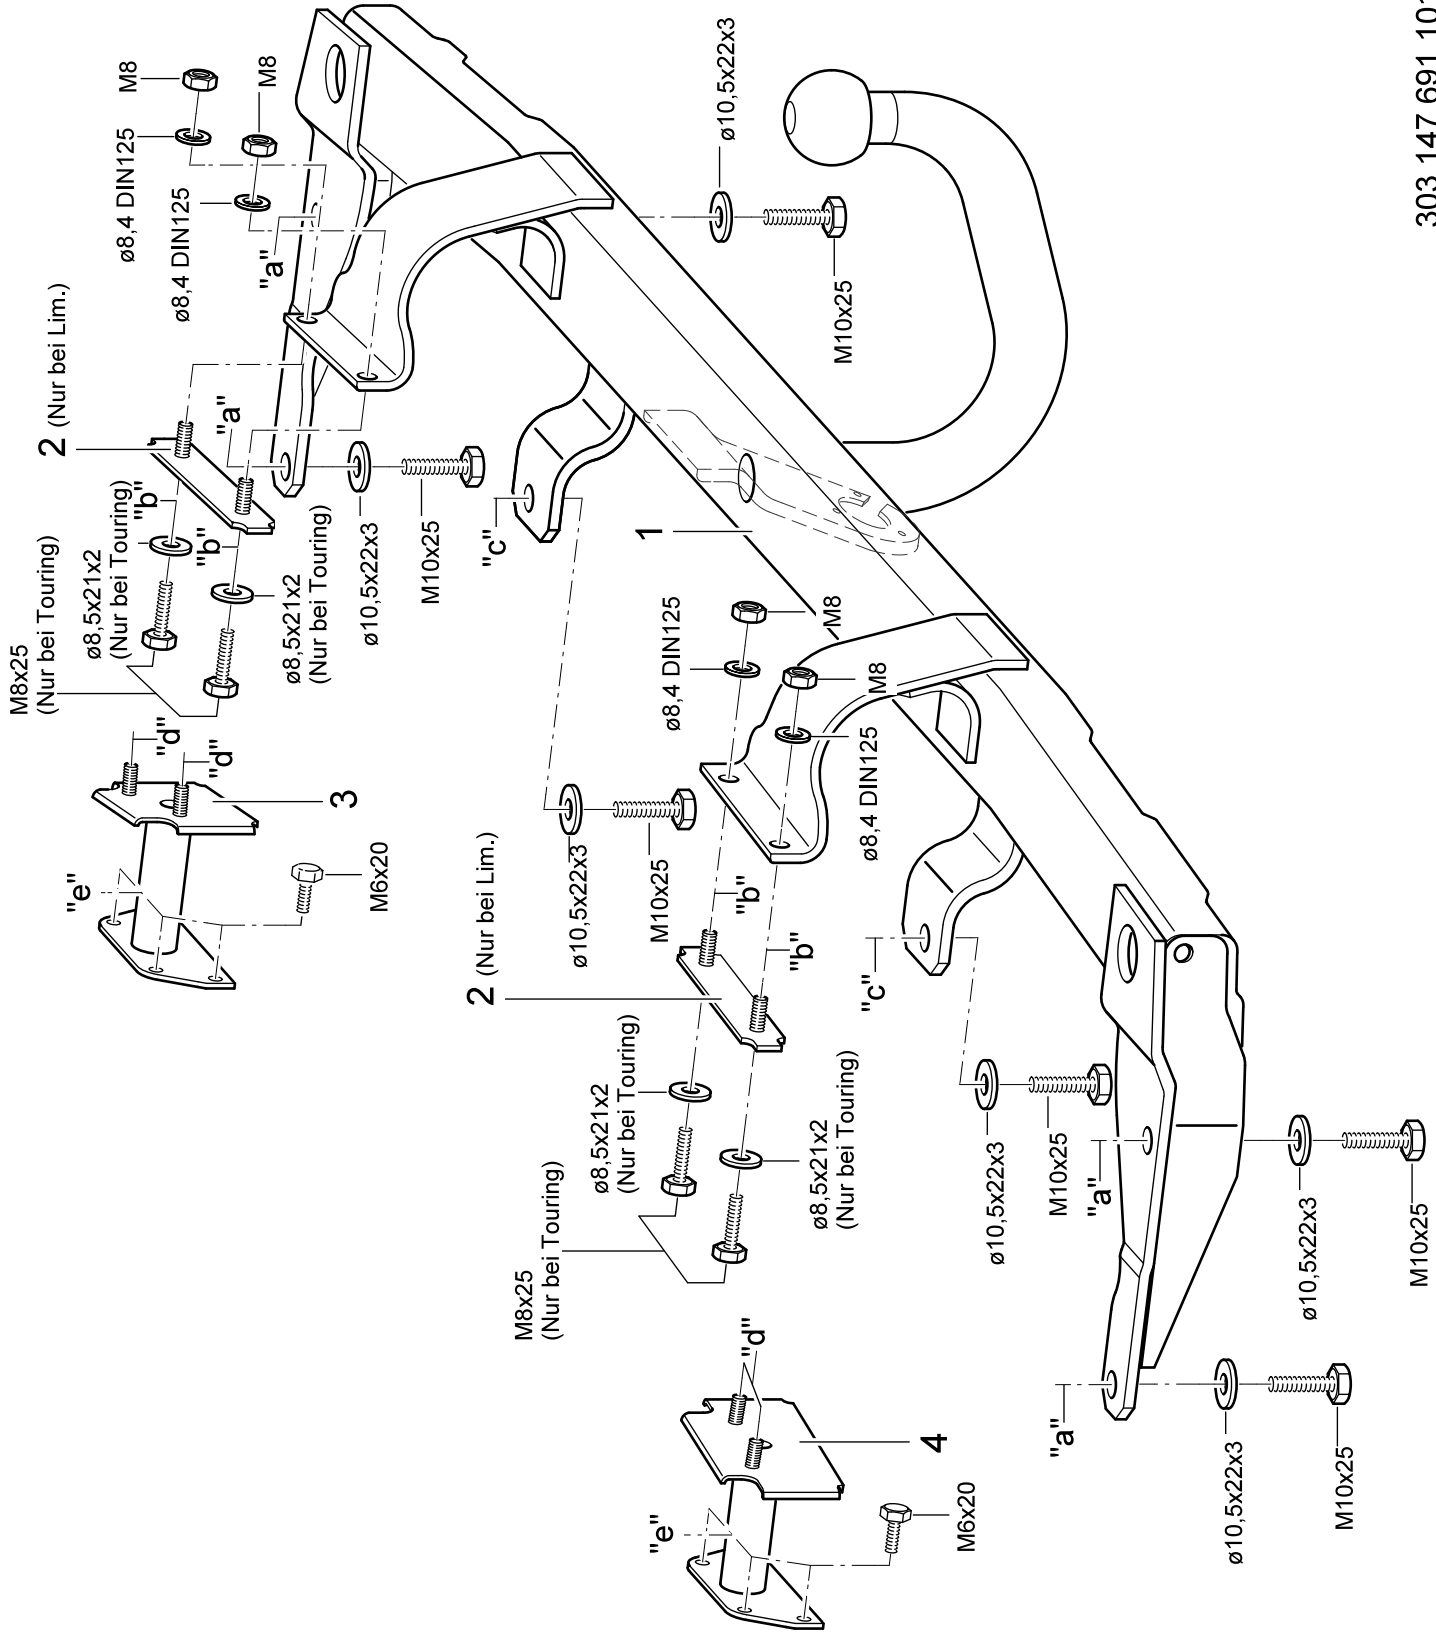 M8
M8
ø8,4 DIN125
ø8,4 DIN125
"a"
2 (Nur bei Lim.)
"a"
"b"
"b"
M8x25
(Nur bei Touring)
ø8,5x21x2
(Nur bei Touring)
ø8,5x21x2
(Nur bei Touring)
ø10,5x22x3
M10x25
"c"
ø10,5x22x3
M10x25
1
"d"
"d"
3
"e"
M6x20
ø10,5x22x3
M10x25
ø8,4 DIN125
M8
M8
ø8,4 DIN125
2 (Nur bei Lim.)
"b"
"b"
M8x25
(Nur bei Touring)
ø8,5x21x2
(Nur bei Touring)
ø8,5x21x2
(Nur bei Touring)
"c"
ø10,5x22x3
M10x25
"a"
ø10,5x22x3
M10x25
"a"
ø10,5x22x3
M10x25
"d"
4
"e"
M6x20
303 147 691 101